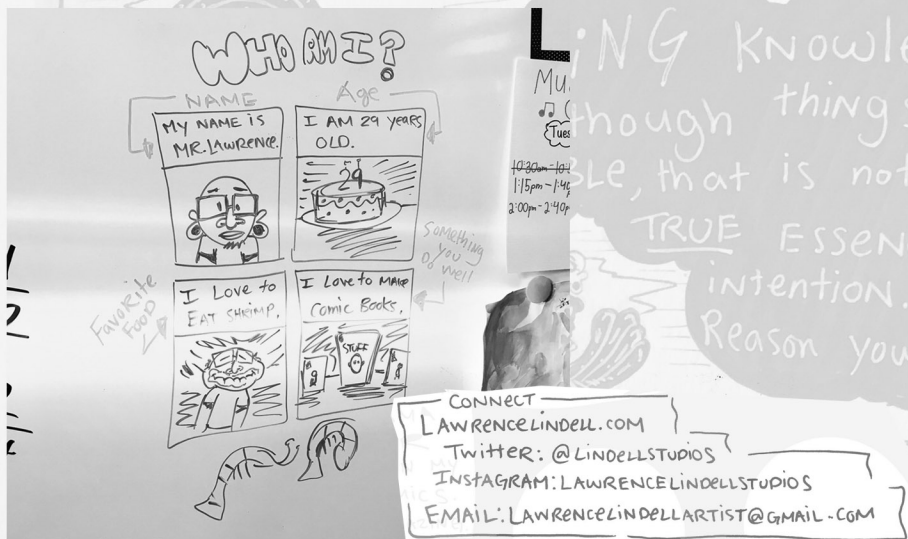 WHO AM I?
NAME
Age
MY NAME IS
MR. LAWRENCE.
I AM 29 years
OLD.
29
Something
you
Do well
Favorite
Food
I Love to
EAT SHRIMP.
I Love to MAKE
Comic Books.
STUFF
10:30am-10:
1:15pm-1:4
2:00pm-2:40p
Tues
iNG KNOWLE
though things
BLE, that is not
TRUE ESSEN
intention.
Reason you
CONNECT
LAWRENCELINDELL.COM
Twitter: @LINDELLSTUDIOS
INSTAGRAM: LAWRENCELINDELLSTUDIOS
EMAIL: LAWRENCELINDELLARTIST@GMAIL.COM